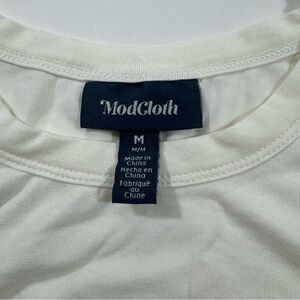 ModCloth
M
M/M
Made in
China
Hecho en
China
Fabriqué
au
Chine